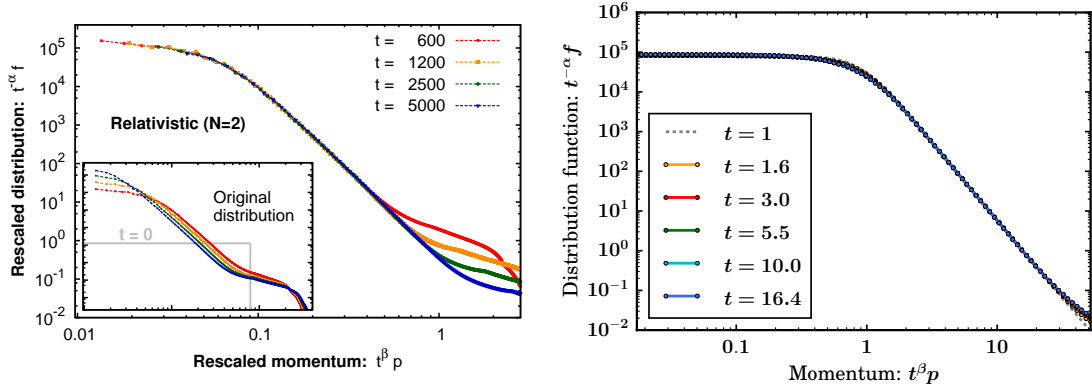 Rescaled distribution: t^-α f
10^5
10^4
10^3
10^2
10^1
10^0
10^-1
10^-2
0.01
0.1
1
Rescaled momentum: t^β p
t = 600
t = 1200
t = 2500
t = 5000
Relativistic (N=2)
Original
distribution
t = 0
Distribution function: t^-α f
10^6
10^5
10^4
10^3
10^2
10^1
10^0
10^-1
10^-2
0.1
1
10
Momentum: t^β p
t = 1
t = 1.6
t = 3.0
t = 5.5
t = 10.0
t = 16.4